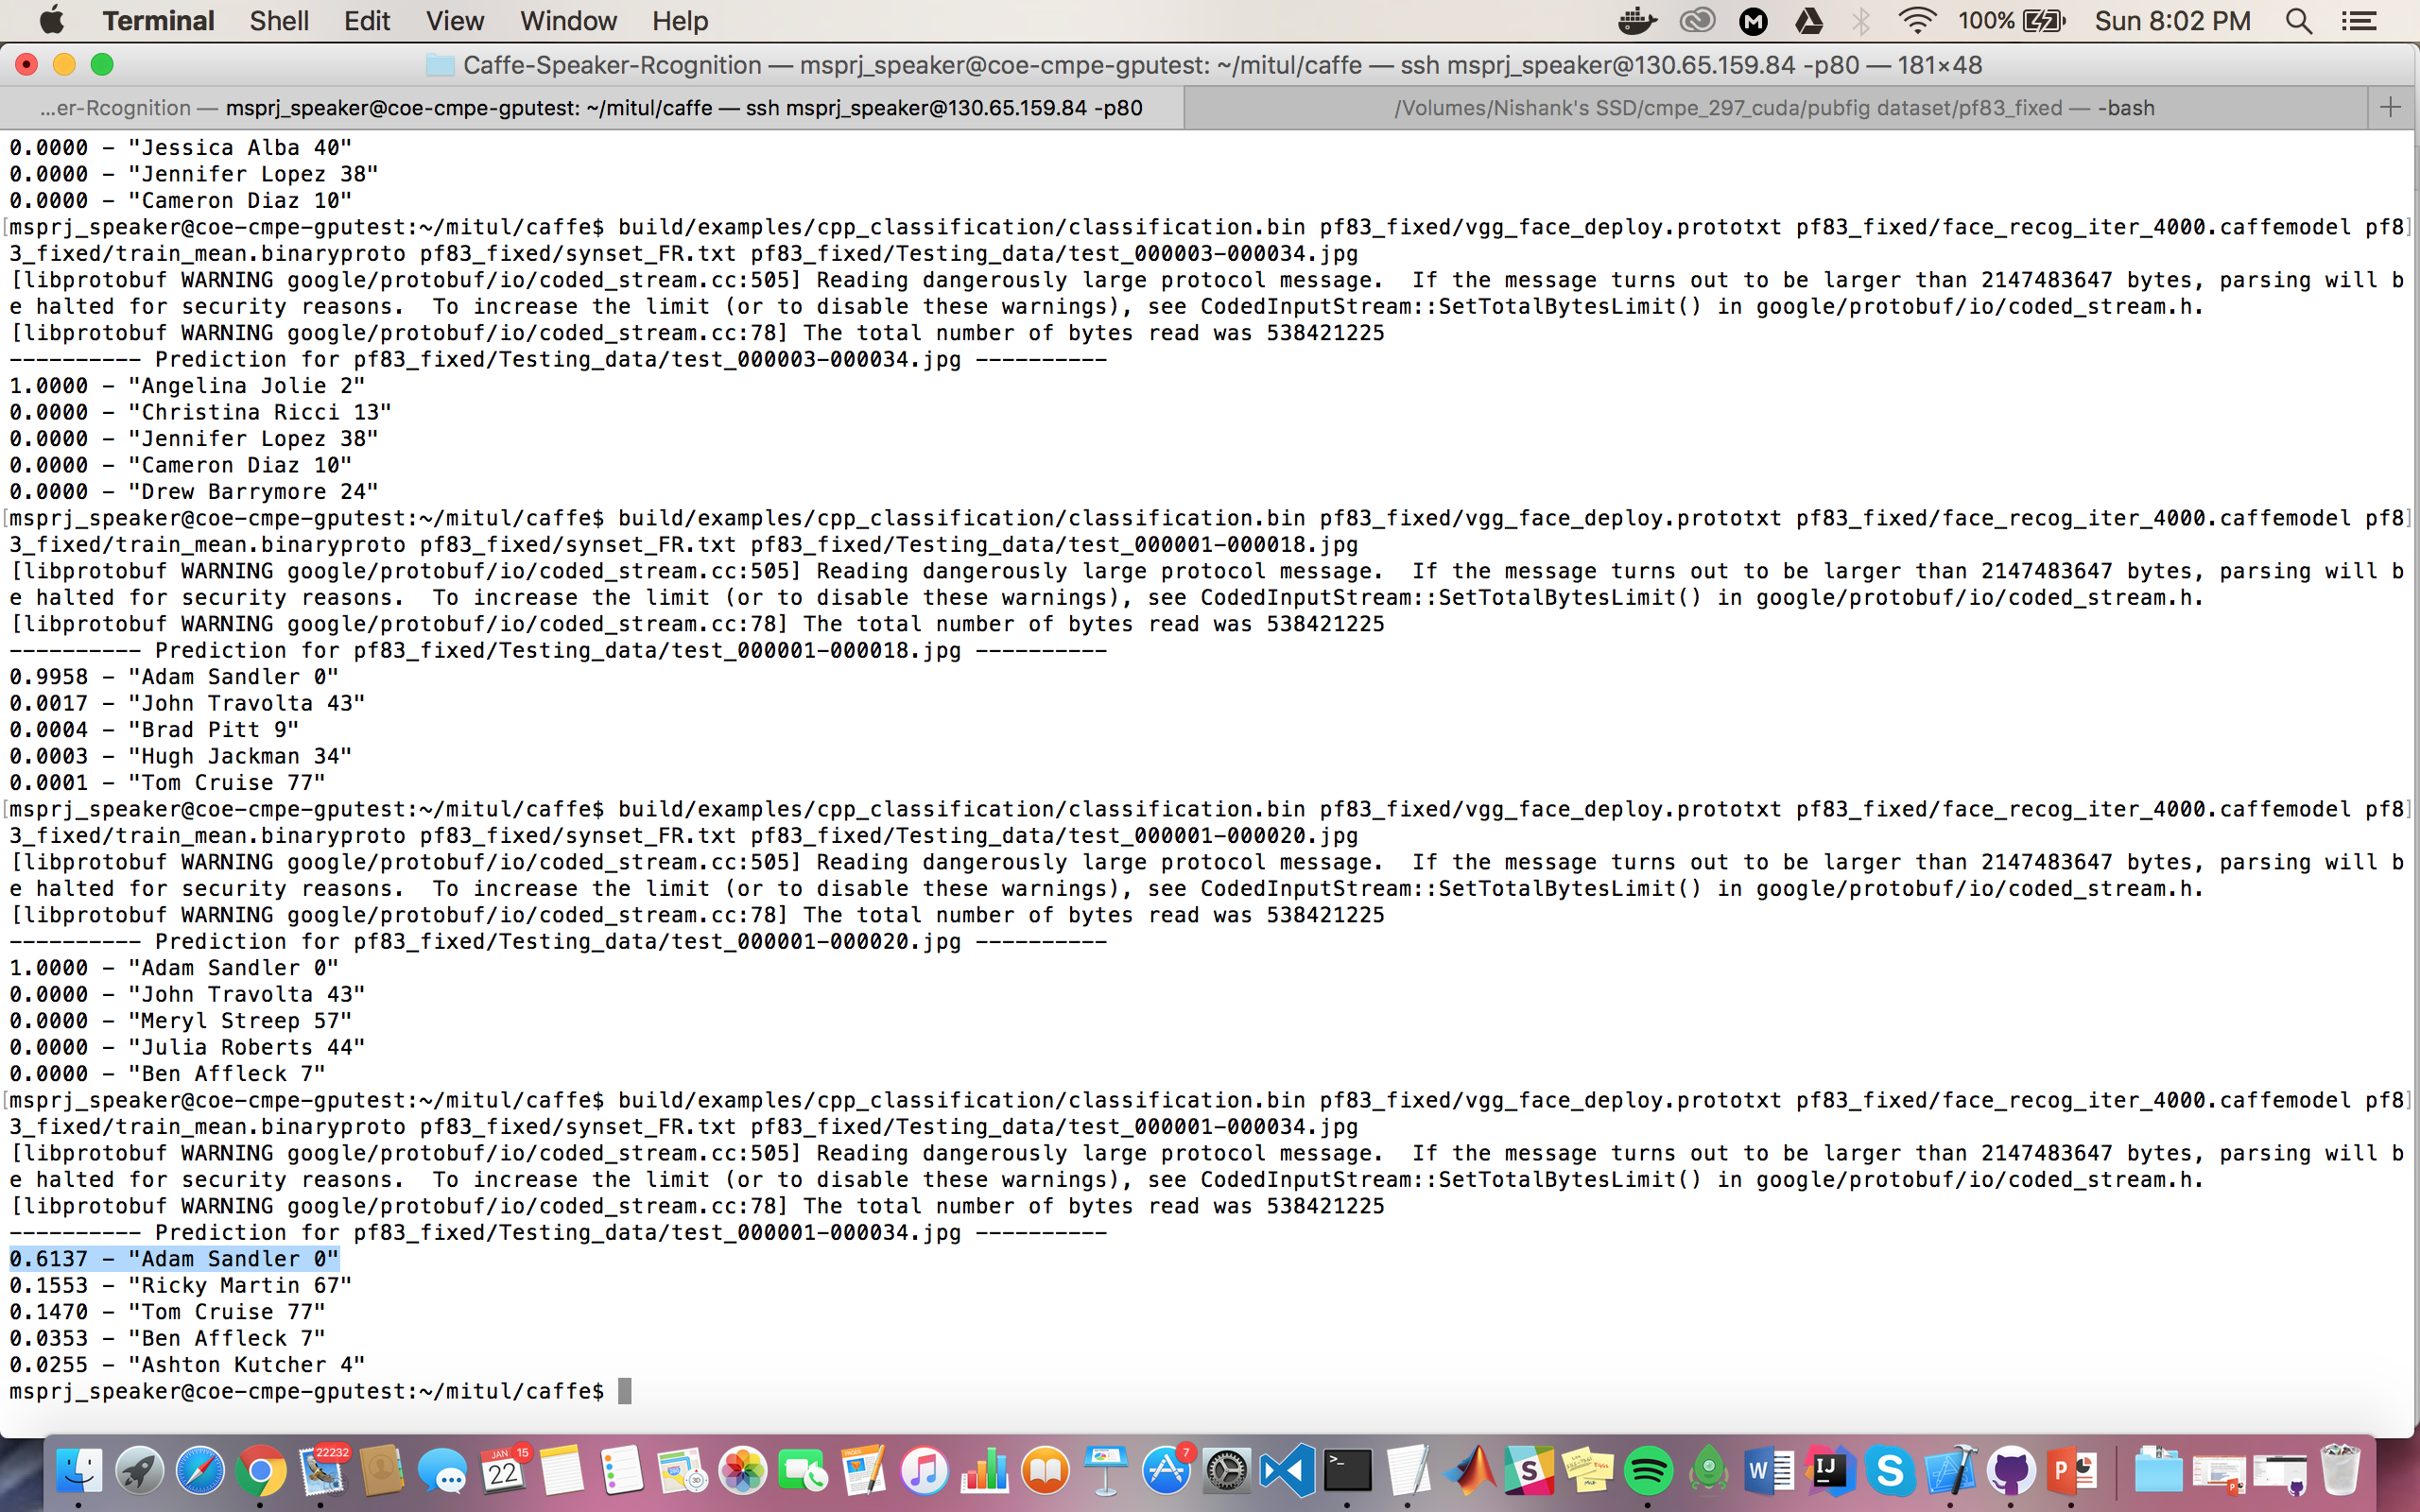 Terminal Shell Edit View Window Help 100% Sun 8:02 PM
Caffe-Speaker-Rcognition — msprj_speaker@coe-cmpe-gputest: ~/mitul/caffe — ssh msprj_speaker@130.65.159.84 -p80 — 181×48
...er-Rcognition — msprj_speaker@coe-cmpe-gputest: ~/mitul/caffe — ssh msprj_speaker@130.65.159.84 -p80 /Volumes/Nishank's SSD/cmpe_297_cuda/pubfig dataset/pf83_fixed — -bash
0.0000 - "Jessica Alba 40"
0.0000 - "Jennifer Lopez 38"
0.0000 - "Cameron Diaz 10"
[msprj_speaker@coe-cmpe-gputest:~/mitul/caffe$ build/examples/cpp_classification/classification.bin pf83_fixed/vgg_face_deploy.prototxt pf83_fixed/face_recog_iter_4000.caffemodel pf8]
3_fixed/train_mean.binaryproto pf83_fixed/synset_FR.txt pf83_fixed/Testing_data/test_000003-000034.jpg
[libprotobuf WARNING google/protobuf/io/coded_stream.cc:505] Reading dangerously large protocol message.  If the message turns out to be larger than 2147483647 bytes, parsing will b
e halted for security reasons.  To increase the limit (or to disable these warnings), see CodedInputStream::SetTotalBytesLimit() in google/protobuf/io/coded_stream.h.
[libprotobuf WARNING google/protobuf/io/coded_stream.cc:78] The total number of bytes read was 538421225
---------- Prediction for pf83_fixed/Testing_data/test_000003-000034.jpg ----------
1.0000 - "Angelina Jolie 2"
0.0000 - "Christina Ricci 13"
0.0000 - "Jennifer Lopez 38"
0.0000 - "Cameron Diaz 10"
0.0000 - "Drew Barrymore 24"
[msprj_speaker@coe-cmpe-gputest:~/mitul/caffe$ build/examples/cpp_classification/classification.bin pf83_fixed/vgg_face_deploy.prototxt pf83_fixed/face_recog_iter_4000.caffemodel pf8]
3_fixed/train_mean.binaryproto pf83_fixed/synset_FR.txt pf83_fixed/Testing_data/test_000001-000018.jpg
[libprotobuf WARNING google/protobuf/io/coded_stream.cc:505] Reading dangerously large protocol message.  If the message turns out to be larger than 2147483647 bytes, parsing will b
e halted for security reasons.  To increase the limit (or to disable these warnings), see CodedInputStream::SetTotalBytesLimit() in google/protobuf/io/coded_stream.h.
[libprotobuf WARNING google/protobuf/io/coded_stream.cc:78] The total number of bytes read was 538421225
---------- Prediction for pf83_fixed/Testing_data/test_000001-000018.jpg ----------
0.9958 - "Adam Sandler 0"
0.0017 - "John Travolta 43"
0.0004 - "Brad Pitt 9"
0.0003 - "Hugh Jackman 34"
0.0001 - "Tom Cruise 77"
[msprj_speaker@coe-cmpe-gputest:~/mitul/caffe$ build/examples/cpp_classification/classification.bin pf83_fixed/vgg_face_deploy.prototxt pf83_fixed/face_recog_iter_4000.caffemodel pf8]
3_fixed/train_mean.binaryproto pf83_fixed/synset_FR.txt pf83_fixed/Testing_data/test_000001-000020.jpg
[libprotobuf WARNING google/protobuf/io/coded_stream.cc:505] Reading dangerously large protocol message.  If the message turns out to be larger than 2147483647 bytes, parsing will b
e halted for security reasons.  To increase the limit (or to disable these warnings), see CodedInputStream::SetTotalBytesLimit() in google/protobuf/io/coded_stream.h.
[libprotobuf WARNING google/protobuf/io/coded_stream.cc:78] The total number of bytes read was 538421225
---------- Prediction for pf83_fixed/Testing_data/test_000001-000020.jpg ----------
1.0000 - "Adam Sandler 0"
0.0000 - "John Travolta 43"
0.0000 - "Meryl Streep 57"
0.0000 - "Julia Roberts 44"
0.0000 - "Ben Affleck 7"
[msprj_speaker@coe-cmpe-gputest:~/mitul/caffe$ build/examples/cpp_classification/classification.bin pf83_fixed/vgg_face_deploy.prototxt pf83_fixed/face_recog_iter_4000.caffemodel pf8]
3_fixed/train_mean.binaryproto pf83_fixed/synset_FR.txt pf83_fixed/Testing_data/test_000001-000034.jpg
[libprotobuf WARNING google/protobuf/io/coded_stream.cc:505] Reading dangerously large protocol message.  If the message turns out to be larger than 2147483647 bytes, parsing will b
e halted for security reasons.  To increase the limit (or to disable these warnings), see CodedInputStream::SetTotalBytesLimit() in google/protobuf/io/coded_stream.h.
[libprotobuf WARNING google/protobuf/io/coded_stream.cc:78] The total number of bytes read was 538421225
---------- Prediction for pf83_fixed/Testing_data/test_000001-000034.jpg ----------
0.6137 - "Adam Sandler 0"
0.1553 - "Ricky Martin 67"
0.1470 - "Tom Cruise 77"
0.0353 - "Ben Affleck 7"
0.0255 - "Ashton Kutcher 4"
msprj_speaker@coe-cmpe-gputest:~/mitul/caffe$
22232 JAN 22 15 7